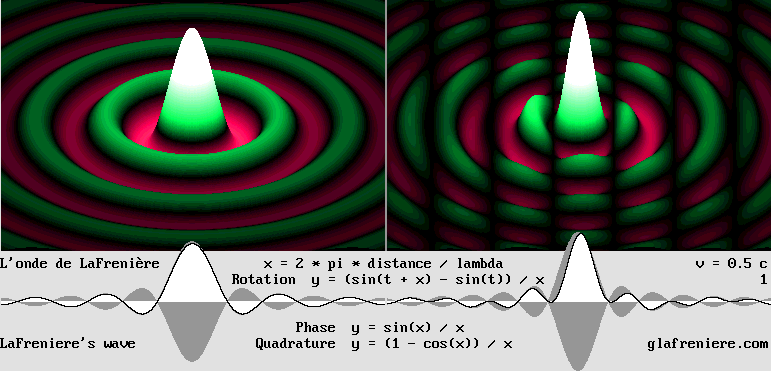 L'onde de LaFrenière x = 2 * pi * distance / lambda v = 0.5 c
Rotation y = (sin(t + x) - sin(t)) / x 1
Phase y = sin(x) / x
LaFreniere's wave Quadrature y = (1 - cos(x)) / x glafreniere.com